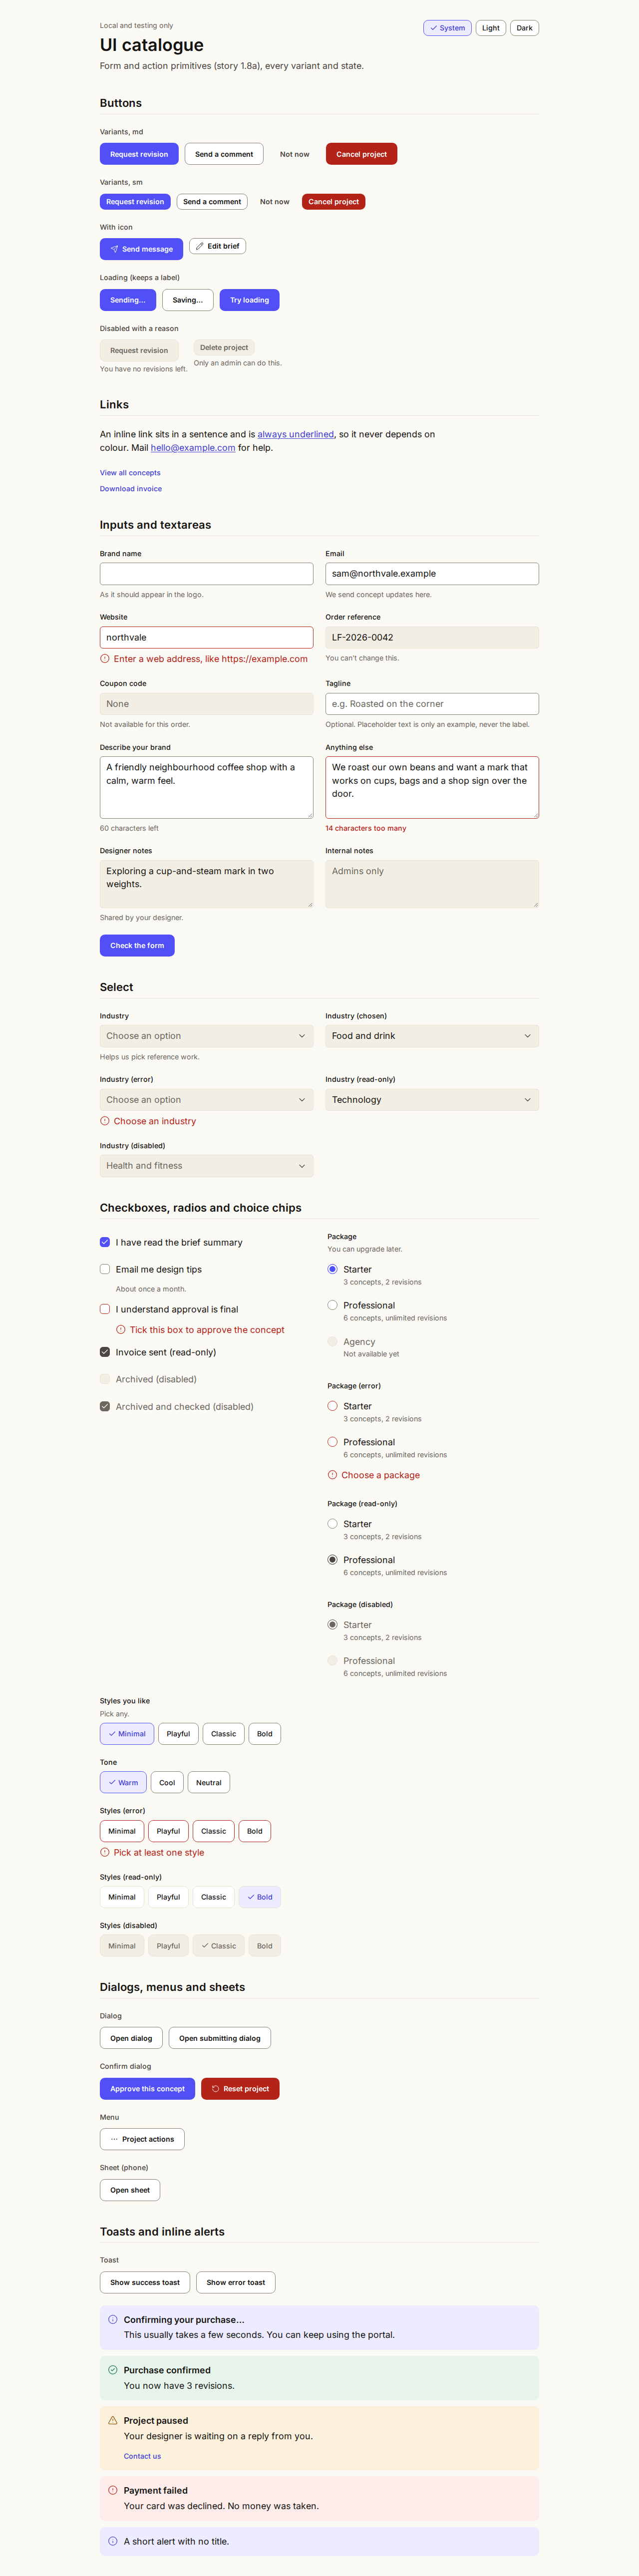 Local and testing only
System
Light
Dark
UI catalogue
Form and action primitives (story 1.8a), every variant and state.
Buttons
Variants, md
Request revision
Send a comment
Not now
Cancel project
Variants, sm
Request revision
Send a comment
Not now
Cancel project
With icon
Send message
Edit brief
Loading (keeps a label)
Sending…
Saving…
Try loading
Disabled with a reason
Request revision
Delete project
You have no revisions left.
Only an admin can do this.
Links
An inline link sits in a sentence and is always underlined, so it never depends on
colour. Mail hello@example.com for help.
View all concepts
Download invoice
Inputs and textareas
Brand name
Email
sam@northvale.example
As it should appear in the logo.
We send concept updates here.
Website
Order reference
northvale
LF-2026-0042
Enter a web address, like https://example.com
You can't change this.
Coupon code
Tagline
None
e.g. Roasted on the corner
Not available for this order.
Optional. Placeholder text is only an example, never the label.
Describe your brand
Anything else
A friendly neighbourhood coffee shop with a
calm, warm feel.
We roast our own beans and want a mark that
works on cups, bags and a shop sign over the
door.
60 characters left
14 characters too many
Designer notes
Internal notes
Exploring a cup-and-steam mark in two
weights.
Admins only
Shared by your designer.
Check the form
Select
Industry
Industry (chosen)
Choose an option
Food and drink
Helps us pick reference work.
Industry (error)
Industry (read-only)
Choose an option
Technology
Choose an industry
Industry (disabled)
Health and fitness
Checkboxes, radios and choice chips
I have read the brief summary
Email me design tips
About once a month.
I understand approval is final
Tick this box to approve the concept
Invoice sent (read-only)
Archived (disabled)
Archived and checked (disabled)
Package
You can upgrade later.
Starter
3 concepts, 2 revisions
Professional
6 concepts, unlimited revisions
Agency
Not available yet
Package (error)
Starter
3 concepts, 2 revisions
Professional
6 concepts, unlimited revisions
Choose a package
Package (read-only)
Starter
3 concepts, 2 revisions
Professional
6 concepts, unlimited revisions
Package (disabled)
Starter
3 concepts, 2 revisions
Professional
6 concepts, unlimited revisions
Styles you like
Pick any.
Minimal
Playful
Classic
Bold
Tone
Warm
Cool
Neutral
Styles (error)
Minimal
Playful
Classic
Bold
Pick at least one style
Styles (read-only)
Minimal
Playful
Classic
Bold
Styles (disabled)
Minimal
Playful
Classic
Bold
Dialogs, menus and sheets
Dialog
Open dialog
Open submitting dialog
Confirm dialog
Approve this concept
Reset project
Menu
Project actions
Sheet (phone)
Open sheet
Toasts and inline alerts
Toast
Show success toast
Show error toast
Confirming your purchase…
This usually takes a few seconds. You can keep using the portal.
Purchase confirmed
You now have 3 revisions.
Project paused
Your designer is waiting on a reply from you.
Contact us
Payment failed
Your card was declined. No money was taken.
A short alert with no title.